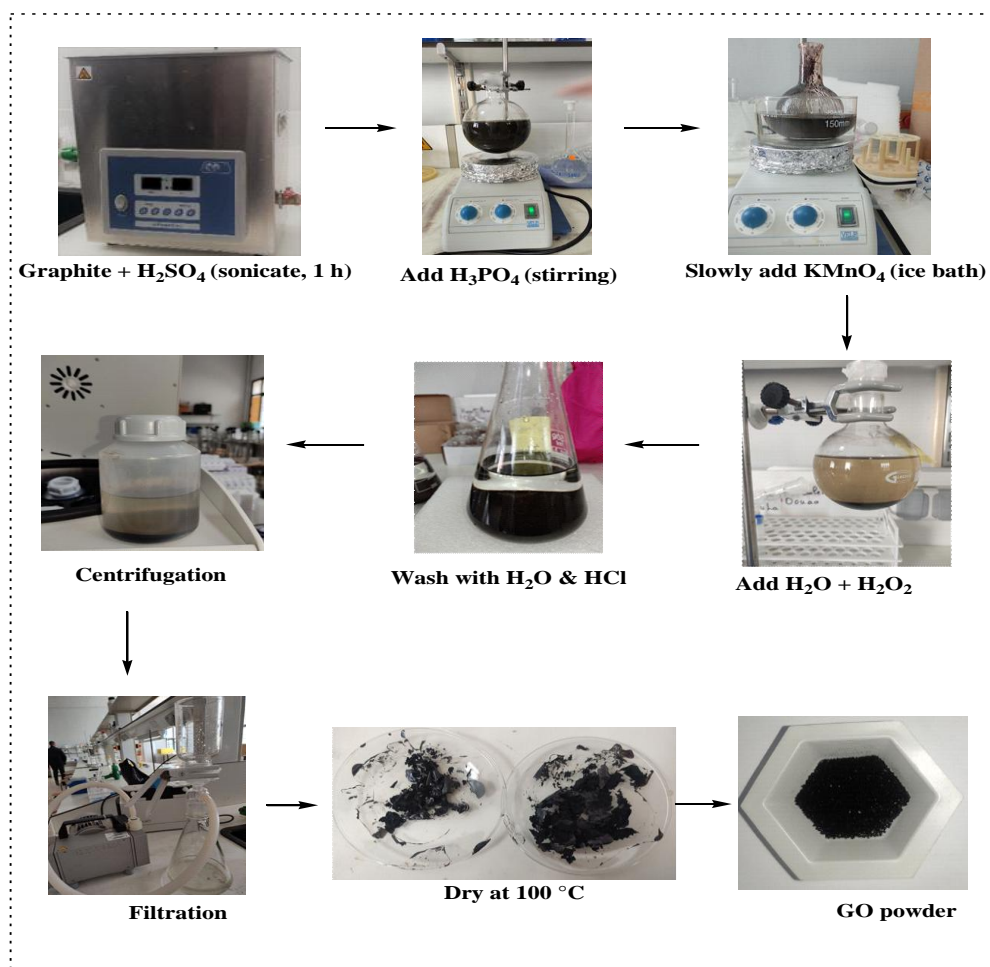 Graphite + H₂SO₄ (sonicate, 1 h)
Add H₃PO₄ (stirring)
150mm
Slowly add KMnO₄ (ice bath)
Add H₂O + H₂O₂
Wash with H₂O & HCl
Centrifugation
Filtration
Dry at 100 °C
GO powder